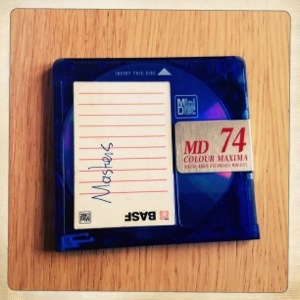 INSERT THIS SIDE
Mini
Disc
MD 74
COLOUR MAXIMA
Masters
BASF